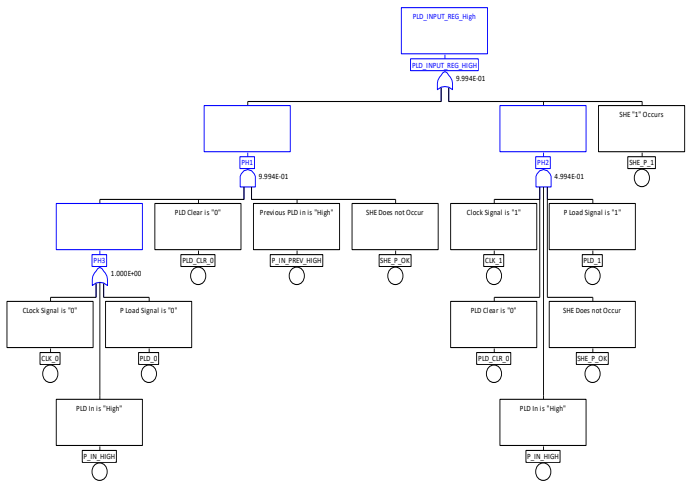 PLD_INPUT_REG_High
PLD_INPUT_REG_HIGH
9.994E-01
SHE "1" Occurs
PH1
PH2
SHE_P_1
9.994E-01
4.994E-01
PLD Clear is "0"
Previous PLD in is "High"
SHE Does not Occur
Clock Signal is "1"
P Load Signal is "1"
PH3
PLD_CLR_0
P_IN_PREV_HIGH
SHE_P_OK
CLK_1
PLD_1
1.000E+00
CLock Signal is "0"
P Load Signal is "0"
PLD Clear is "0"
SHE Does not Occur
CLK_0
PLD_0
PLD_CLR_0
SHE_P_OK
PLD In is "High"
PLD In is "High"
P_IN_HIGH
P_IN_HIGH